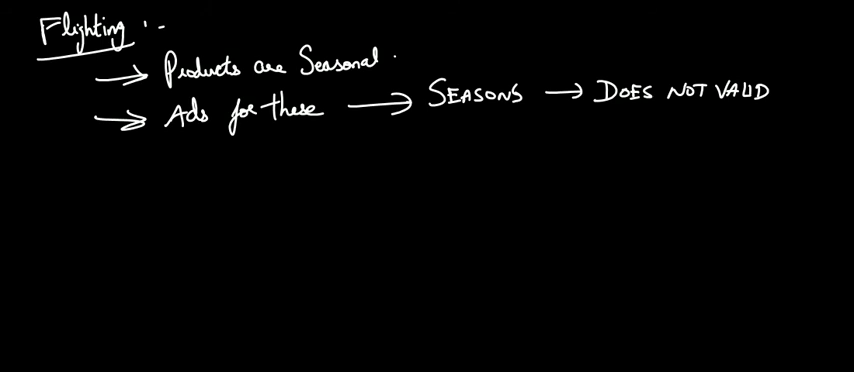 Flighting :-
→ Products are Seasonal.
→ Ads for these → SEASONS → DOES NOT VALID